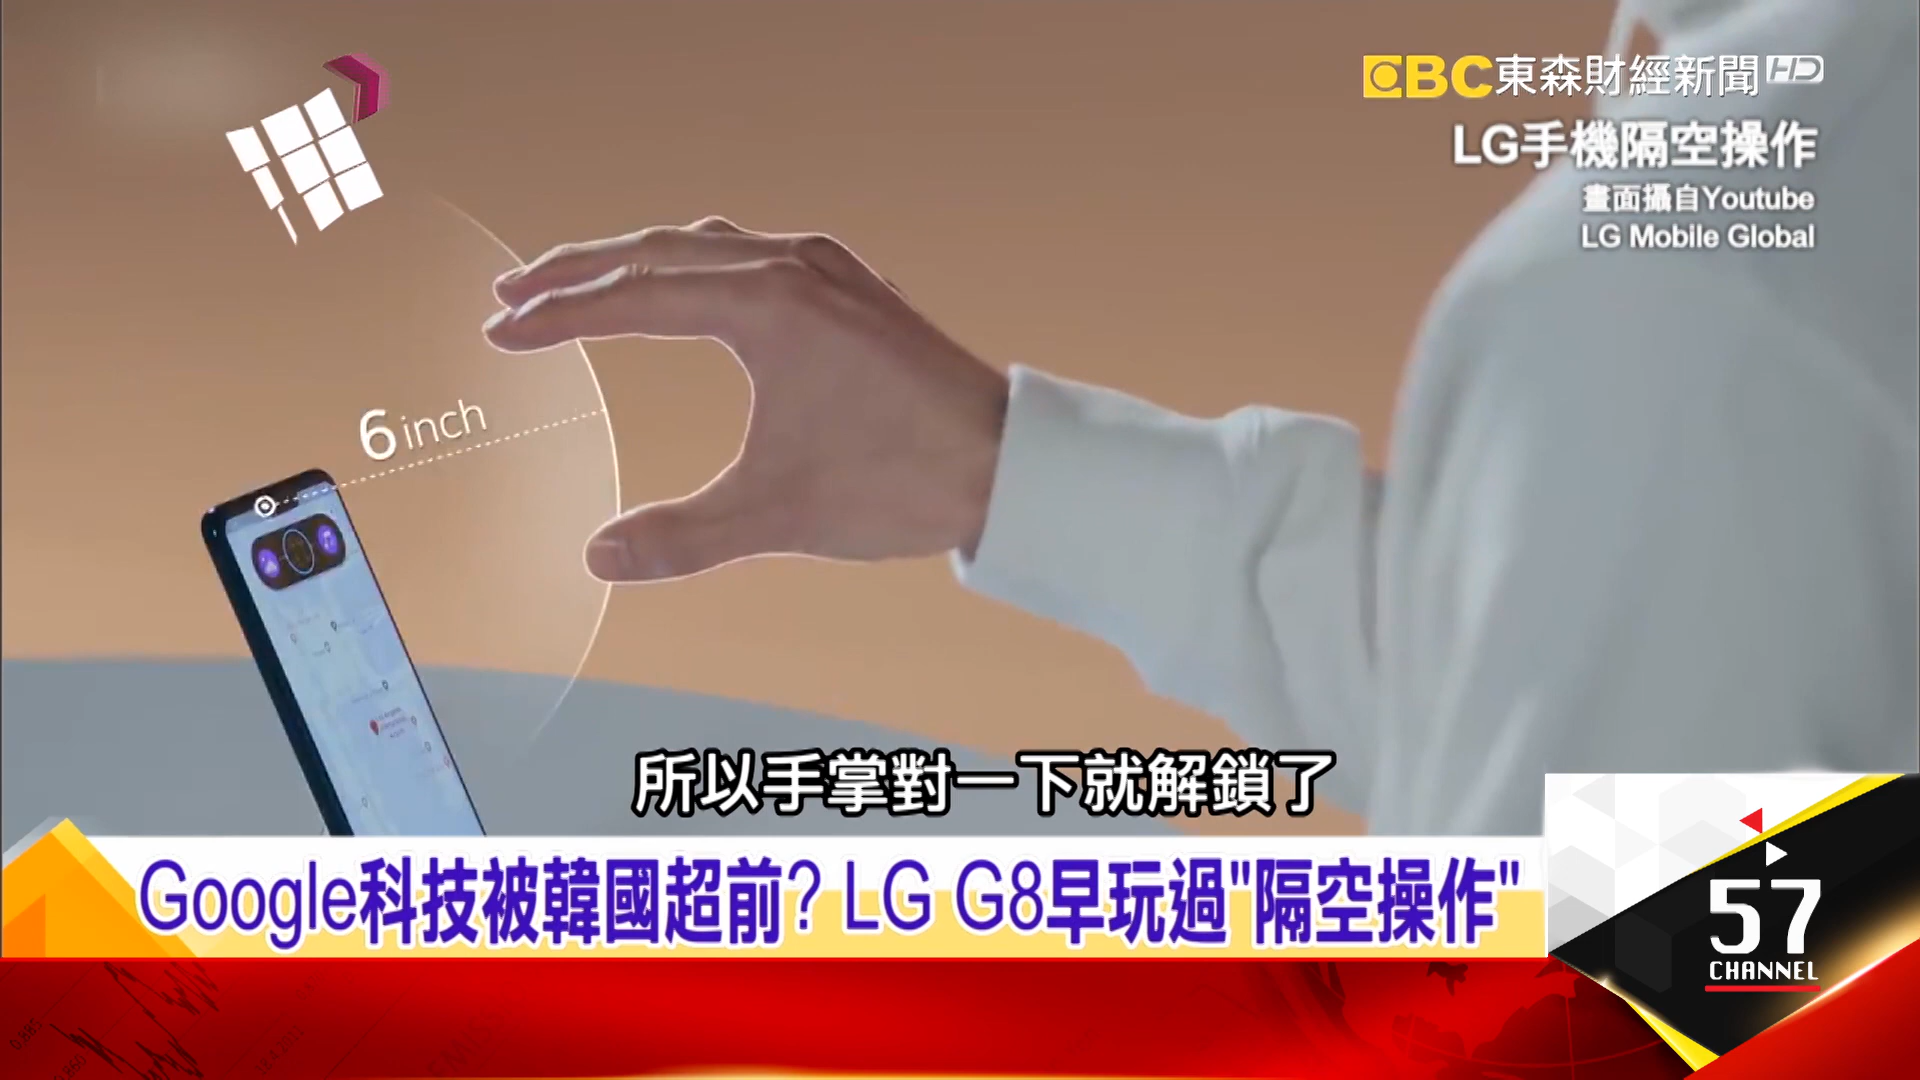 EBC東森財經新聞HD
LG手機隔空操作
畫面攝自Youtube
LG Mobile Global
6 inch
所以手掌對一下就解鎖了
Google科技被韓國超前? LG G8早玩過"隔空操作"
57
CHANNEL